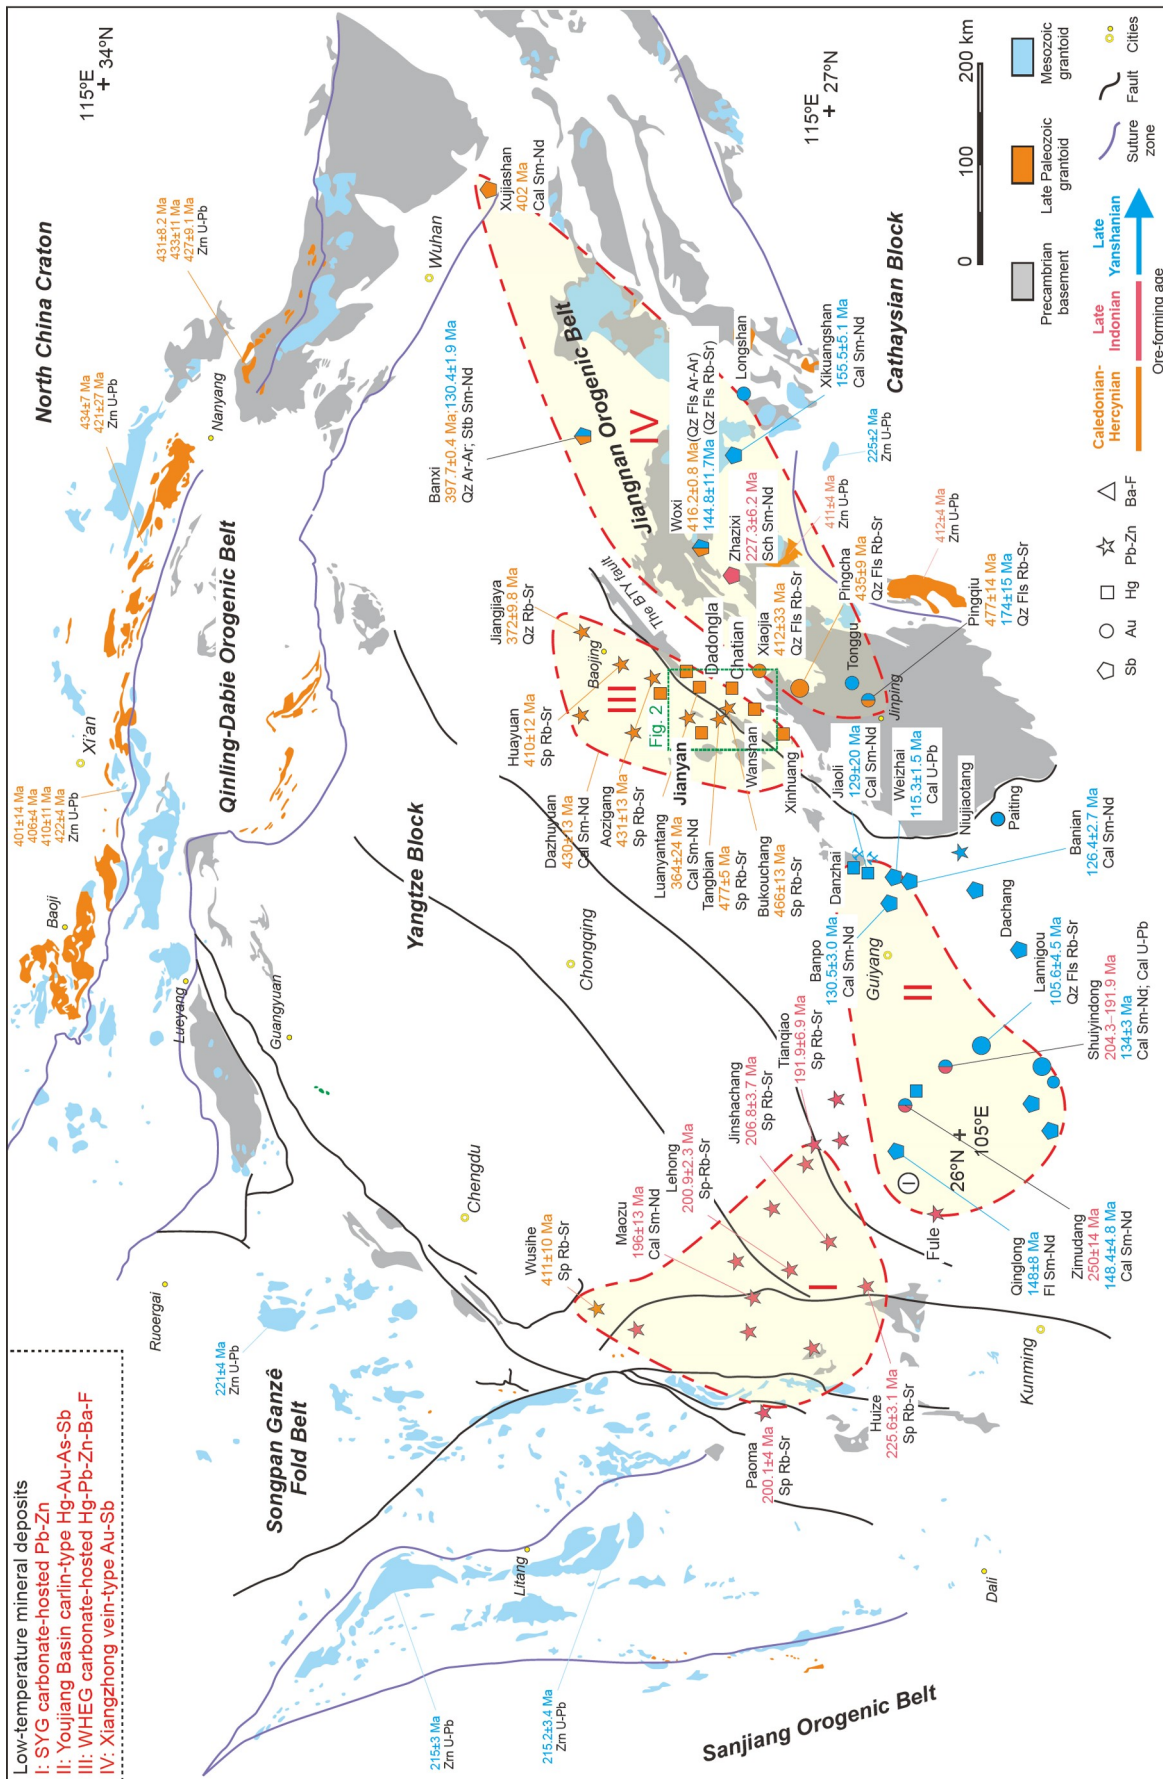 Low-temperature mineral deposits
I: SYG carbonate-hosted Pb-Zn
II: Youjiang Basin carlin-type Hg-Au-As-Sb
III: WHEG carbonate-hosted Hg-Pb-Zn-Ba-F
IV: Xiangzhong vein-type Au-Sb
North China Craton
115ºE
+ 34ºN
Baoji
401±14 Ma
406±4 Ma
410±11 Ma
422±4 Ma
Zrn U-Pb
Xi'an
434±7 Ma
421±27 Ma
Zrn U-Pb
Nanyang
431±8.2 Ma
433±11 Ma
427±9.1 Ma
Zrn U-Pb
Qinling-Dabie Orogenic Belt
Ruoergai
Lueyang
Guangyuan
221±4 Ma
Zrn U-Pb
Songpan Ganzê
Fold Belt
Chengdu
Yangtze Block
Chongqing
Wuhan
Xujiashan
402 Ma
Cal Sm-Nd
215±3 Ma
Zrn U-Pb
Litang
215.2±3.4 Ma
Zrn U-Pb
Sanjiang Orogenic Belt
Dali
Kunming
Wusihe
411±10 Ma
Sp Rb-Sr
Maozu
196±13 Ma
Cal Sm-Nd
Lehong
200.9±2.3 Ma
Sp-Rb-Sr
Jinshachang
206.8±3.7 Ma
Sp Rb-Sr
Tianqiao
191.9±6.9 Ma
Sp Rb-Sr
Paoma
200.1±4 Ma
Sp Rb-Sr
Huize
225.6±3.1 Ma
Sp Rb-Sr
I
Fule
I
26ºN +
105ºE
II
Qinglong
148±8 Ma
Fl Sm-Nd
Zimudang
250±14 Ma
148.4±4.8 Ma
Cal Sm-Nd
Shuiyindong
204.3–191.9 Ma
134±3 Ma
Cal Sm-Nd; Cal U-Pb
Lannigou
105.6±4.5 Ma
Qz FIs Rb-Sr
Dachang
Banian
126.4±2.7 Ma
Cal Sm-Nd
Paiting
Niujiaotang
Guiyang
Banpo
130.5±3.0 Ma
Cal Sm-Nd
Danzhai
Weizhai
115.3±1.5 Ma
Cal U-Pb
Jiaoli
129±20 Ma
Cal Sm-Nd
Dazhuyuan
430±13 Ma
Cal Sm-Nd
Huayuan
410±12 Ma
Sp Rb-Sr
Jiangjiaya
372±9.8 Ma
Qz Rb-Sr
Baojing
The BTY fault
III
Aozigang
431±13 Ma
Sp Rb-Sr
Fig. 2
Luanyantang
364±24 Ma
Cal Sm-Nd
Jianyan
Tangbian
477±5 Ma
Sp Rb-Sr
Bukouchang
466±13 Ma
Sp Rb-Sr
Dadongla
Chatian
Wanshan
Xinhuang
Xiaojia
412±33 Ma
Qz FIs Rb-Sr
Pingcha
435±9 Ma
Qz FIs Rb-Sr
Tonggu
Jinping
Pingqiu
477±14 Ma
174±15 Ma
Qz FIs Rb-Sr
Banxi
397.7±0.4 Ma;130.4±1.9 Ma
Qz Ar-Ar; Stb Sm-Nd
IV
Jiangnan Orogenic Belt
Woxi
416.2±0.8 Ma(Qz FIs Ar-Ar)
144.8±11.7Ma (Qz FIs Rb-Sr)
Zhazixi
227.3±6.2 Ma
Sch Sm-Nd
Longshan
Xikuangshan
155.5±5.1 Ma
Cal Sm-Nd
411±4 Ma
Zrn U-Pb
412±4 Ma
Zrn U-Pb
225±2 Ma
Zrn U-Pb
Cathaysian Block
115ºE
+ 27ºN
0
100
200 km
Precambrian
basement
Late Paleozoic
grantoid
Mesozoic
grantoid
Sb
Au
Hg
Pb-Zn
Ba-F
Caledonian-
Hercynian
Late
Indonian
Late
Yanshanian
Ore-forming age
Suture
zone
Fault
Cities